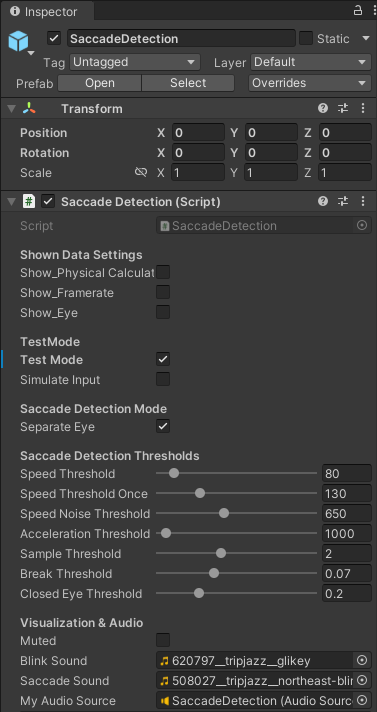 Inspector
SaccadeDetection
Static
Tag Untagged Layer Default
Prefab Open Select Overrides
Transform
Position X 0 Y 0 Z 0
Rotation X 0 Y 0 Z 0
Scale X 1 Y 1 Z 1
# Saccade Detection (Script)
Script # SaccadeDetection
Shown Data Settings
Show_Physical Calculat
Show_Framerate
Show_Eye
TestMode
Test Mode
Simulate Input
Saccade Detection Mode
Separate Eye
Saccade Detection Thresholds
Speed Threshold 80
Speed Threshold Once 130
Speed Noise Threshold 650
Acceleration Threshold 1000
Sample Threshold 2
Break Threshold 0.07
Closed Eye Threshold 0.2
Visualization & Audio
Muted
Blink Sound 620797__tripjazz__glikey
Saccade Sound 508027__tripjazz__northeast-blir
My Audio Source SaccadeDetection (Audio Sourc